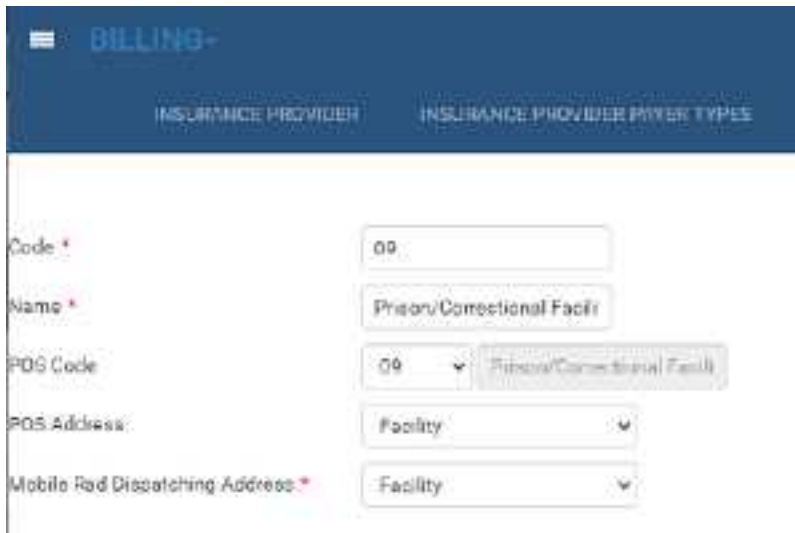 BILLING-
INSURANCE PROVIDER INSURANCE PROVIDER PAYER TYPES
Code * 09
Name * Prison/Correctional Facili
POS Code 09 Prison/Correctional Facili
POS Address Facility
Mobile Rad Dispatching Address * Facility